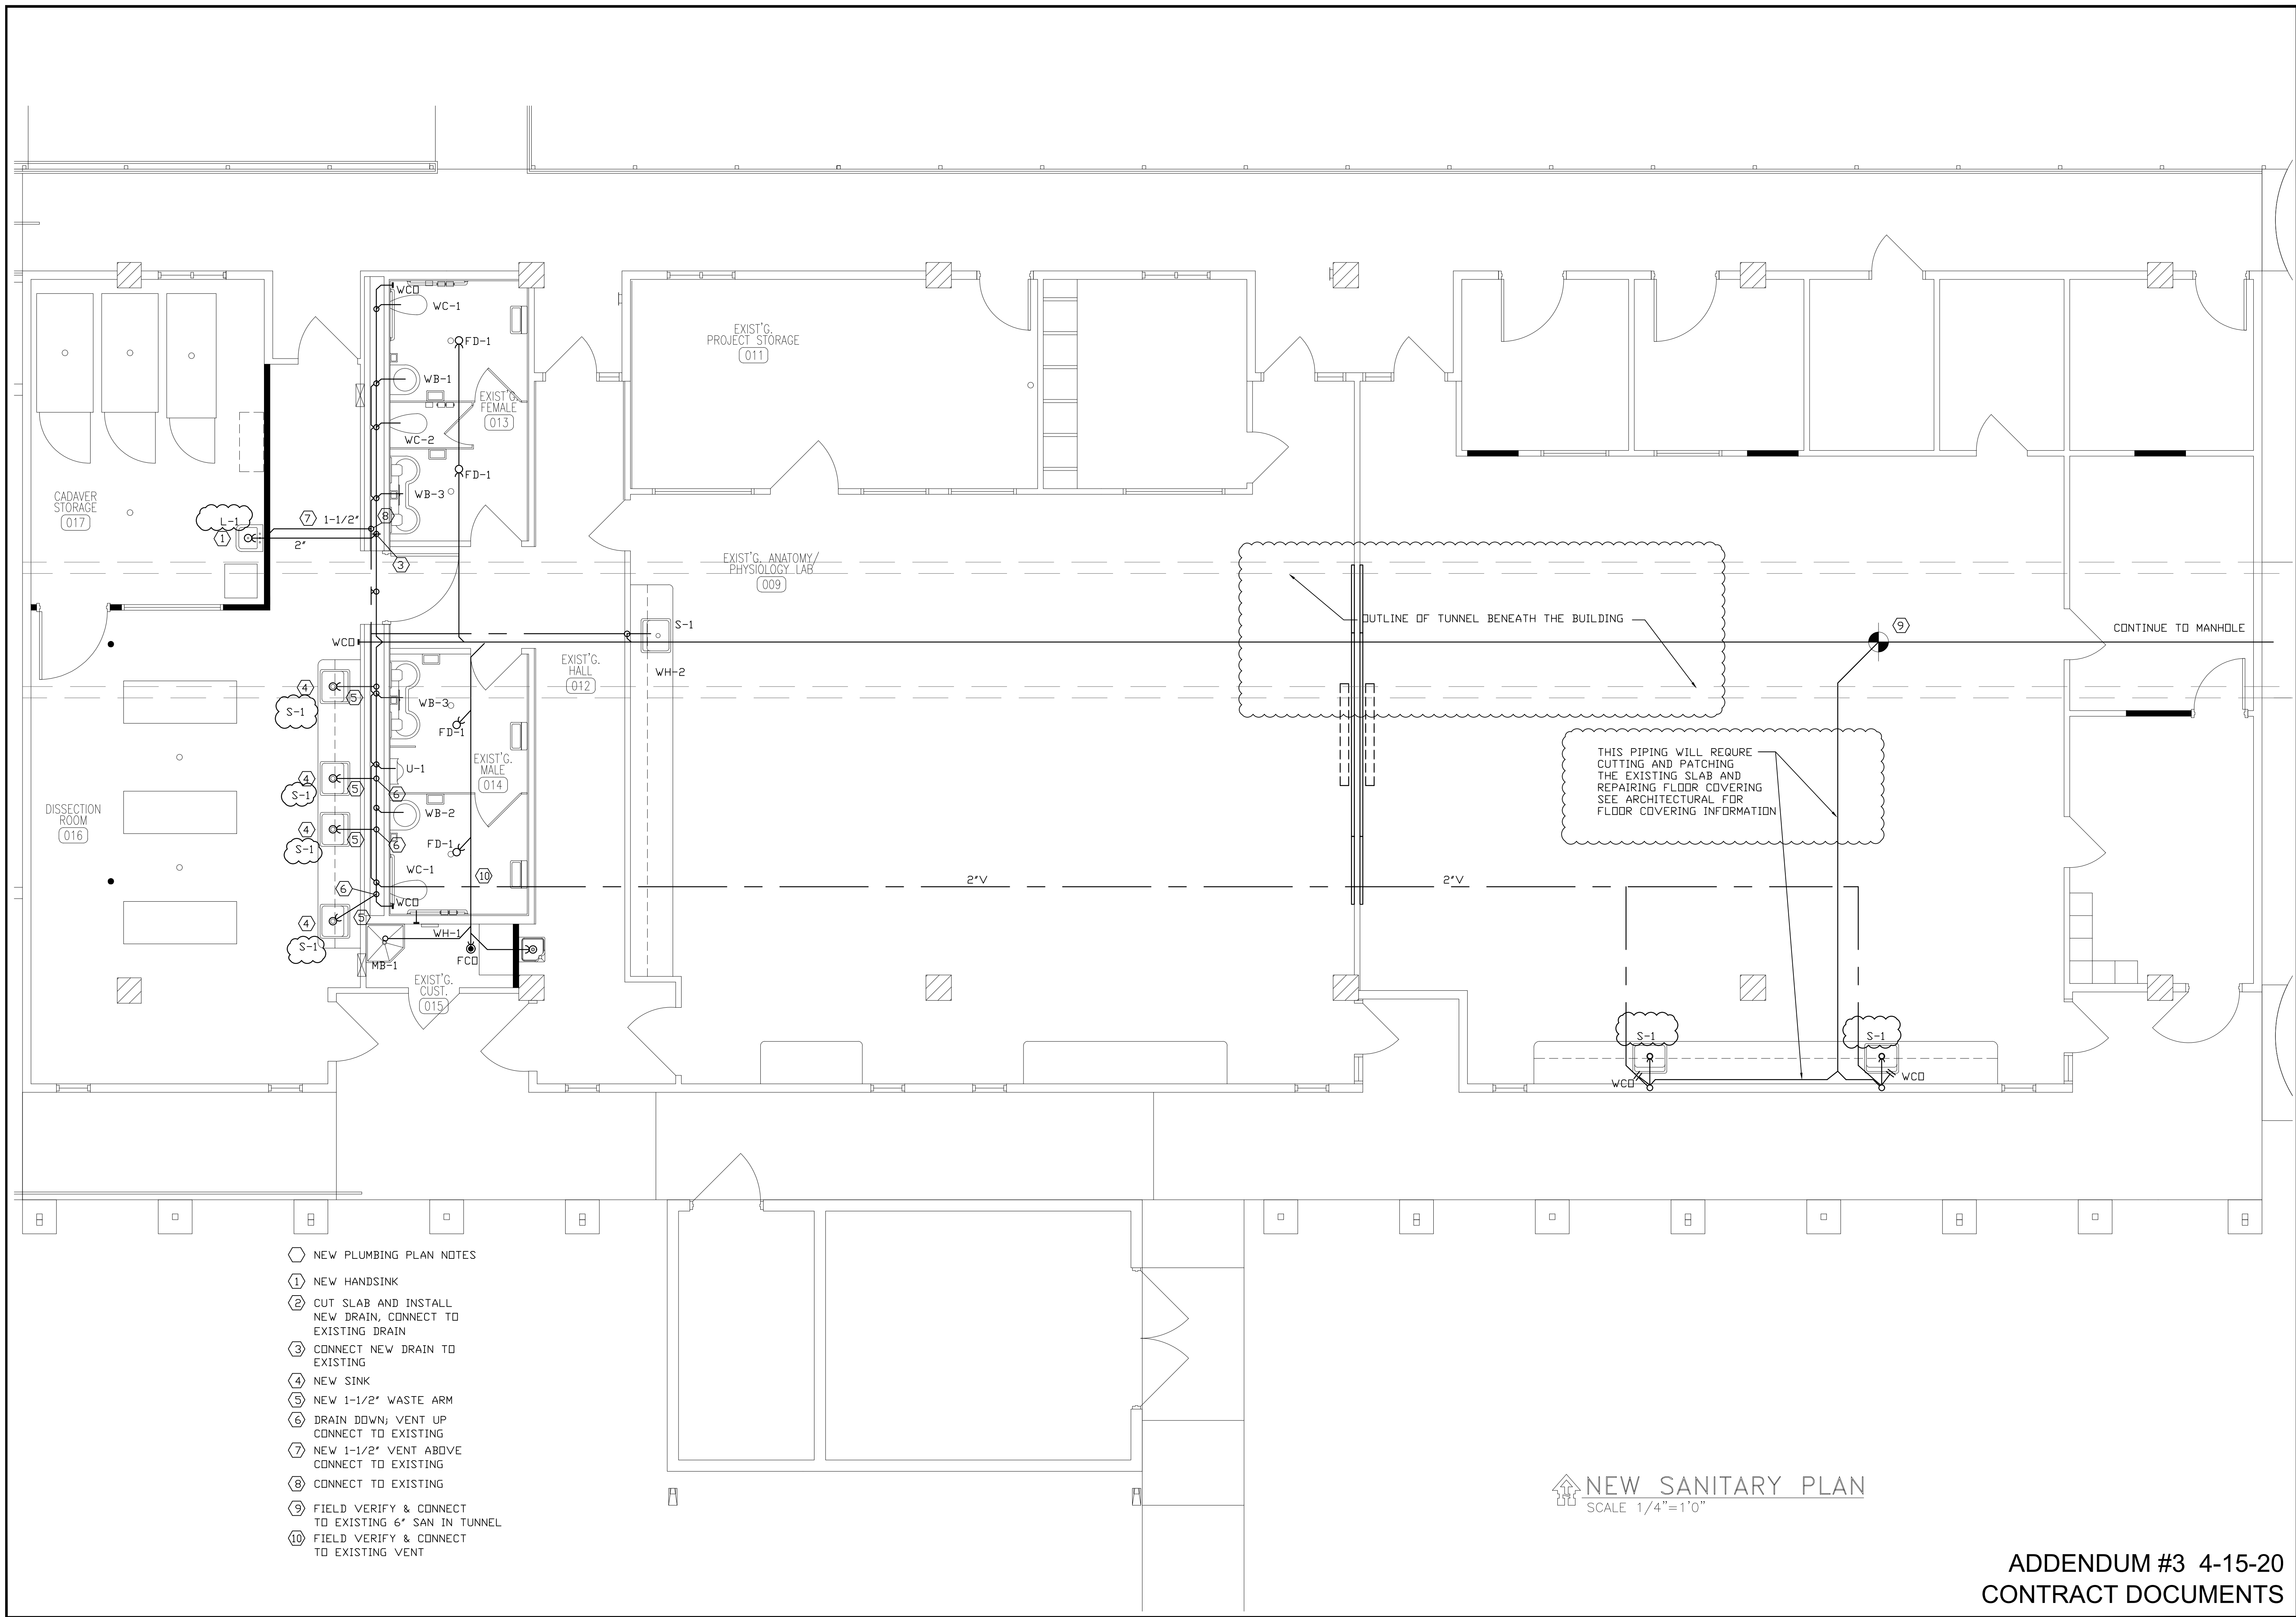 WCO
WC-1
FD-1
WB-1
EXIST'G.
FEMALE
013
WC-2
FD-1
WB-3
EXIST'G.
PROJECT STORAGE
011
CADAVER
STORAGE
017
L-1
1
7
1-1/2"
8
2"
3
EXIST'G. ANATOMY/
PHYSIOLOGY LAB
009
OUTLINE OF TUNNEL BENEATH THE BUILDING
9
CONTINUE TO MANHOLE
S-1
WCO
EXIST'G.
HALL
012
WH-2
4
5
S-1
WB-3
FD-1
EXIST'G.
MALE
014
U-1
4
5
6
S-1
WB-2
4
5
6
S-1
FD-1
WC-1
10
DISSECTION
ROOM
016
THIS PIPING WILL REQURE
CUTTING AND PATCHING
THE EXISTING SLAB AND
REPAIRING FLOOR COVERING
SEE ARCHITECTURAL FOR
FLOOR COVERING INFORMATION
2"V
2"V
6
WCO
4
5
S-1
WH-1
FCO
MB-1
EXIST'G.
CUST.
015
S-1
S-1
WCO
WCO
NEW PLUMBING PLAN NOTES
1 NEW HANDSINK
2 CUT SLAB AND INSTALL
NEW DRAIN, CONNECT TO
EXISTING DRAIN
3 CONNECT NEW DRAIN TO
EXISTING
4 NEW SINK
5 NEW 1-1/2" WASTE ARM
6 DRAIN DOWN; VENT UP
CONNECT TO EXISTING
7 NEW 1-1/2" VENT ABOVE
CONNECT TO EXISTING
8 CONNECT TO EXISTING
9 FIELD VERIFY & CONNECT
TO EXISTING 6" SAN IN TUNNEL
10 FIELD VERIFY & CONNECT
TO EXISTING VENT
NEW SANITARY PLAN
SCALE 1/4"=1'0"
ADDENDUM #3 4-15-20
CONTRACT DOCUMENTS